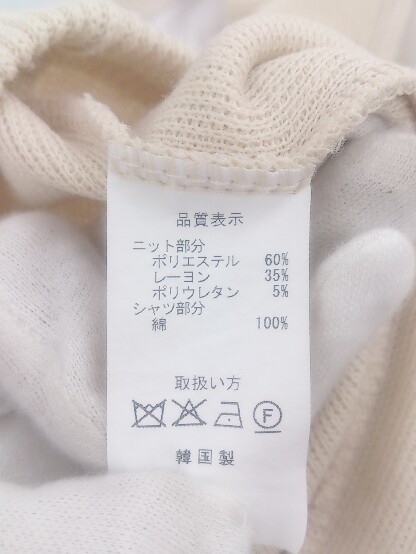 品質表示
ニット部分
ポリエステル 60%
レーヨン 35%
ポリウレタン 5%
シャツ部分
綿 100%
取扱い方
F
韓国製